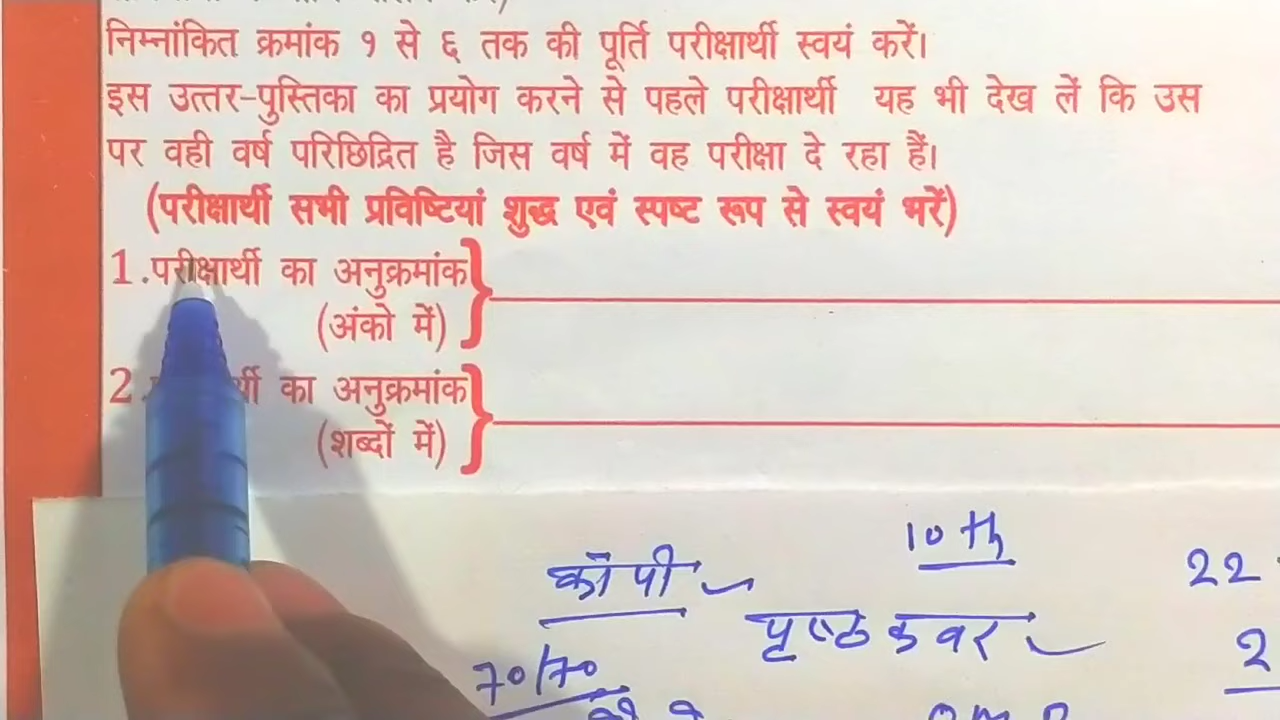 निम्नांकित क्रमांक १ से ६ तक की पूर्ति परीक्षार्थी स्वयं करें।
इस उत्तर-पुस्तिका का प्रयोग करने से पहले परीक्षार्थी यह भी देख लें कि उस
पर वही वर्ष परिछिद्रित है जिस वर्ष में वह परीक्षा दे रहा हैं।
(परीक्षार्थी सभी प्रविष्टियां शुद्ध एवं स्पष्ट रूप से स्वयं भरें)
1.परीक्षार्थी का अनुक्रमांक
(अंको में)
2. का अनुक्रमांक
(शब्दों में)
10th
कॉपी 22
पृष्ठ कवर
70/70 2